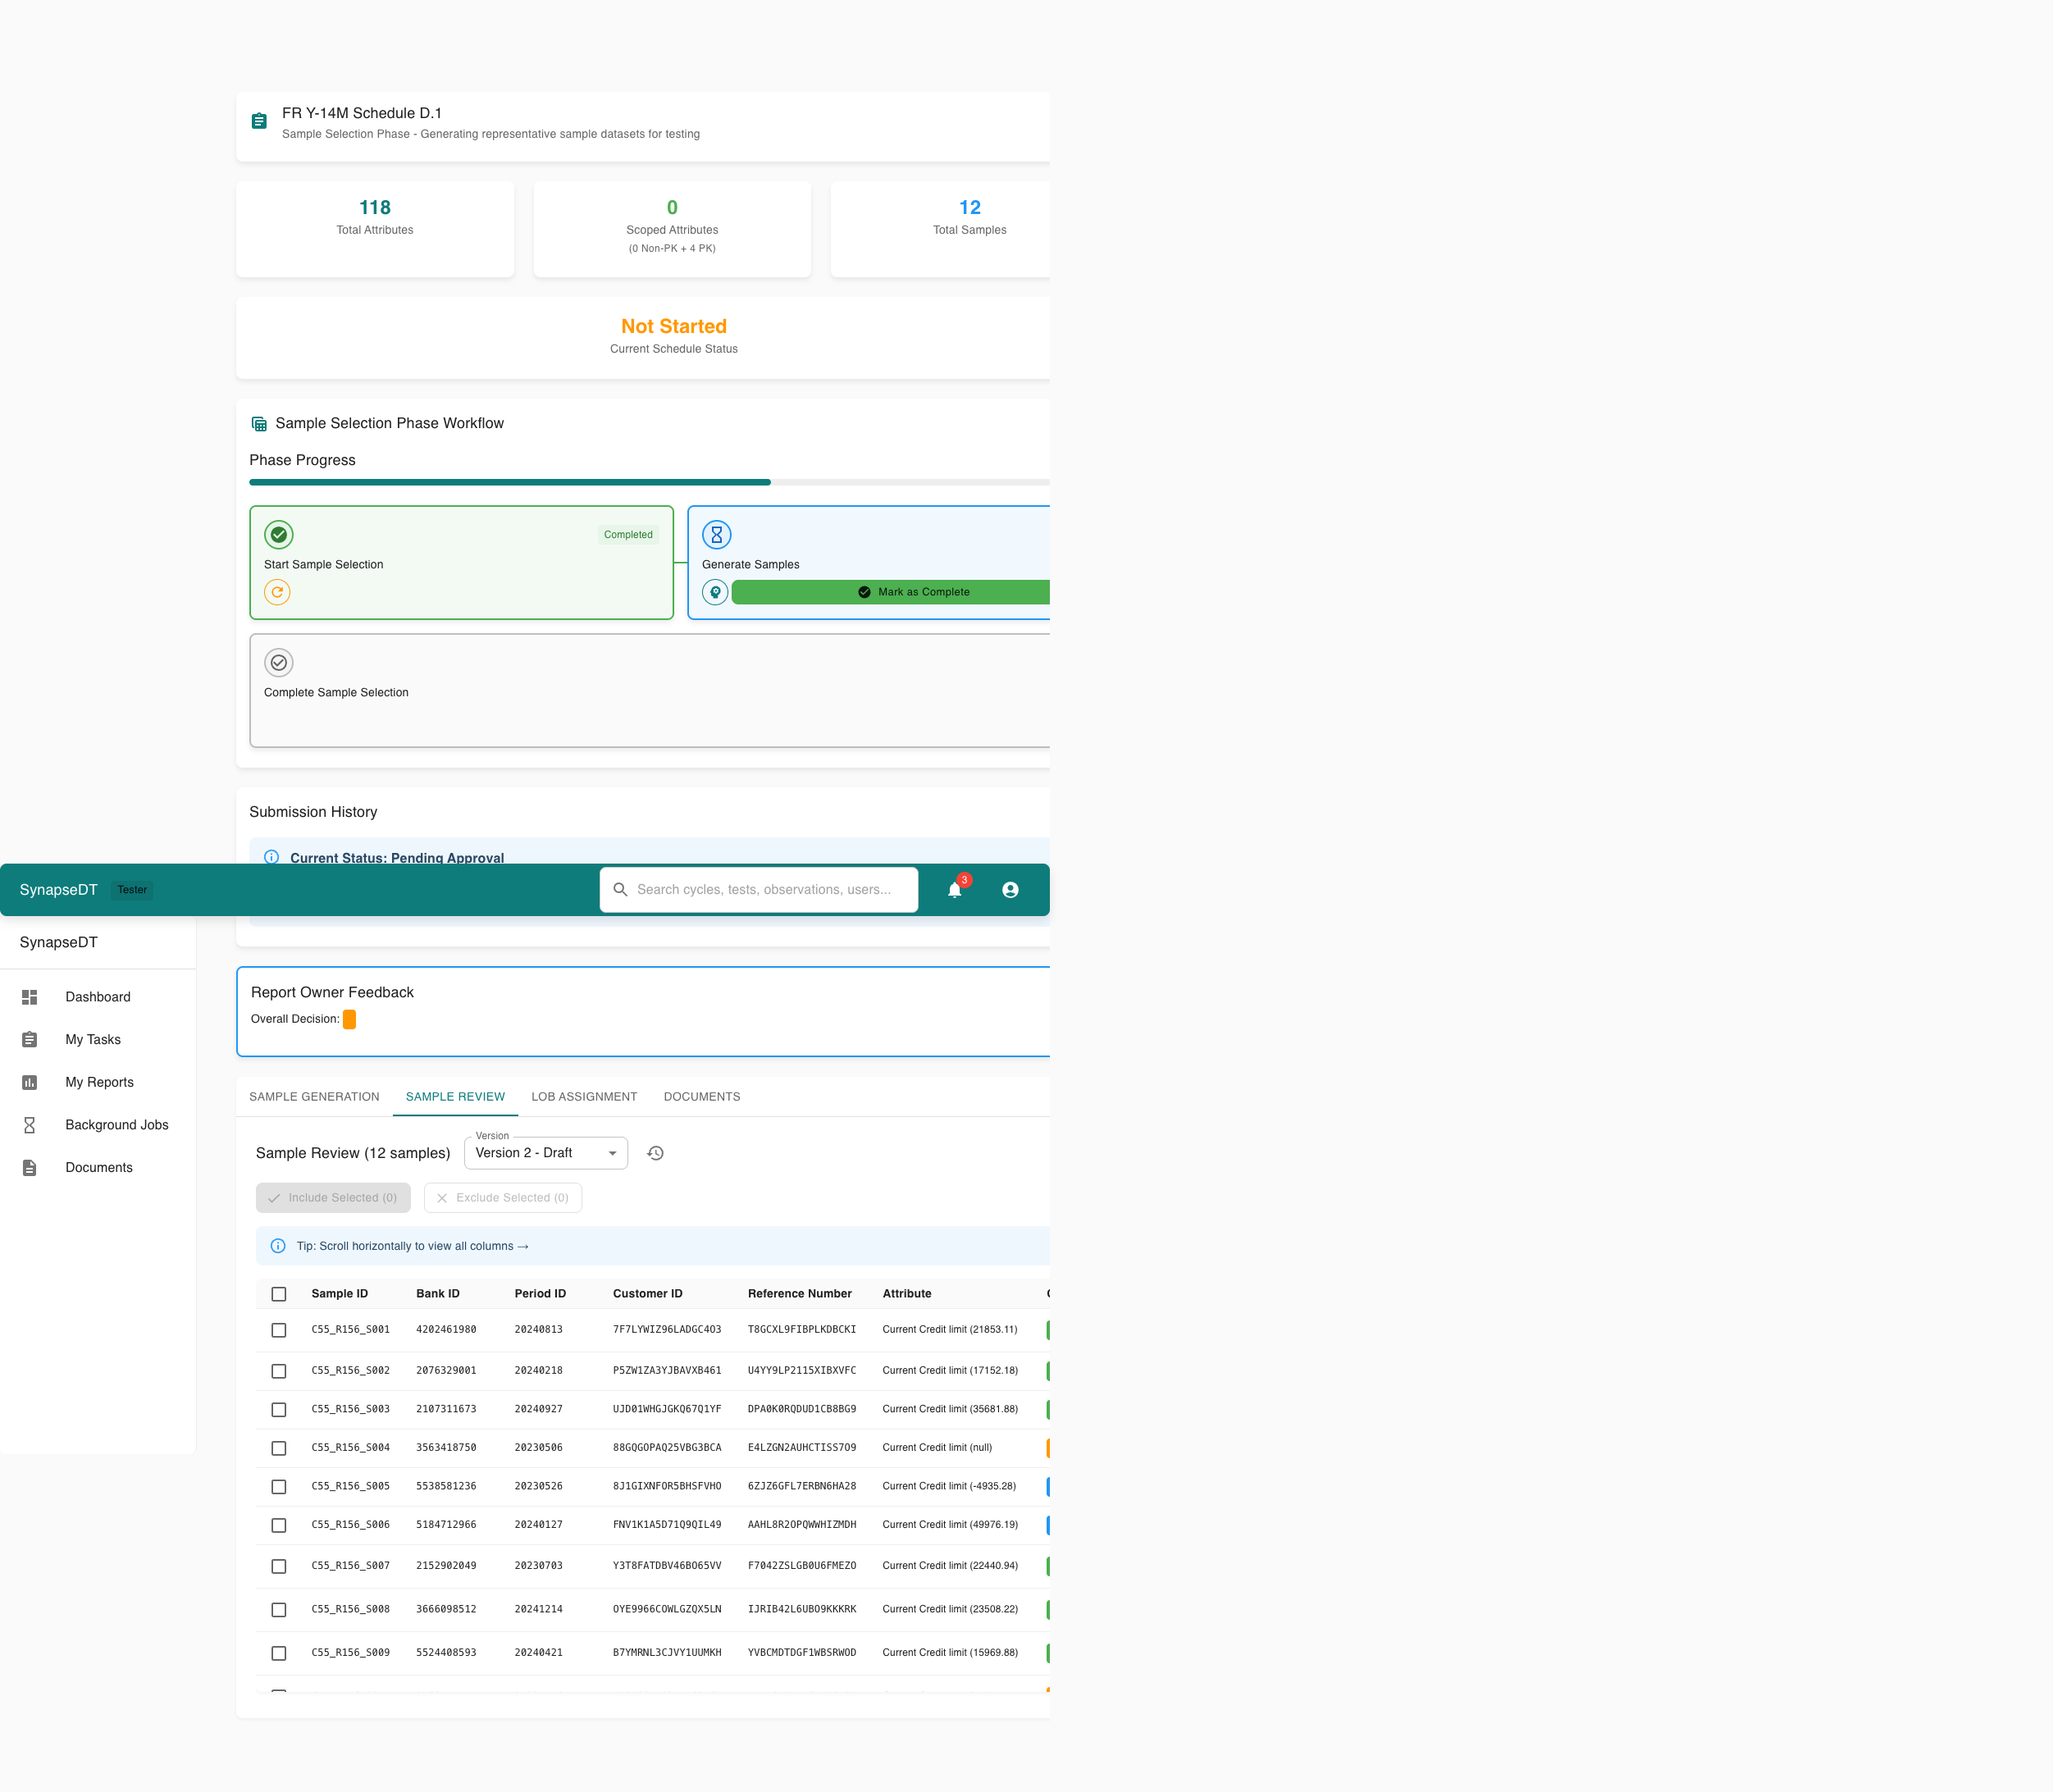 FR Y-14M Schedule D.1
Sample Selection Phase - Generating representative sample datasets for testing
118
Total Attributes
0
Scoped Attributes
(0 Non-PK + 4 PK)
12
Total Samples
Not Started
Current Schedule Status
Sample Selection Phase Workflow
Phase Progress
Completed
Start Sample Selection
Generate Samples
Mark as Complete
Complete Sample Selection
Submission History
Current Status: Pending Approval
SynapseDT Tester Search cycles, tests, observations, users... 3
SynapseDT
Dashboard
My Tasks
My Reports
Background Jobs
Documents
Report Owner Feedback
Overall Decision:
SAMPLE GENERATION SAMPLE REVIEW LOB ASSIGNMENT DOCUMENTS
Version
Sample Review (12 samples) Version 2 - Draft
Include Selected (0) Exclude Selected (0)
Tip: Scroll horizontally to view all columns →
Sample ID Bank ID Period ID Customer ID Reference Number Attribute
C55_R156_S001 4202461980 20240813 7F7LYWIZ96LADGC4O3 T8GCXL9FIBPLKDBCKI Current Credit limit (21853.11)
C55_R156_S002 2076329001 20240218 P5ZW1ZA3YJBAVXB461 U4YY9LP2115XIBXVFC Current Credit limit (17152.18)
C55_R156_S003 2107311673 20240927 UJD01WHGJGKQ67Q1YF DPA0K0RQDUD1CB8BG9 Current Credit limit (35681.88)
C55_R156_S004 3563418750 20230506 88GQGOPAQ25VBG3BCA E4LZGN2AUHCTISS7O9 Current Credit limit (null)
C55_R156_S005 5538581236 20230526 8J1GIXNFOR5BHSFVHO 6ZJZ6GFL7ERBN6HA28 Current Credit limit (-4935.28)
C55_R156_S006 5184712966 20240127 FNV1K1A5D71Q9QIL49 AAHL8R2OPQWWHIZMDH Current Credit limit (49976.19)
C55_R156_S007 2152902049 20230703 Y3T8FATDBV46BO65VV F7042ZSLGB0U6FMEZO Current Credit limit (22440.94)
C55_R156_S008 3666098512 20241214 OYE9966COWLGZQX5LN IJRIB42L6UBO9KKKRK Current Credit limit (23508.22)
C55_R156_S009 5524408593 20240421 B7YMRNL3CJVY1UUMKH YVBCMDTDGF1WBSRWOD Current Credit limit (15969.88)